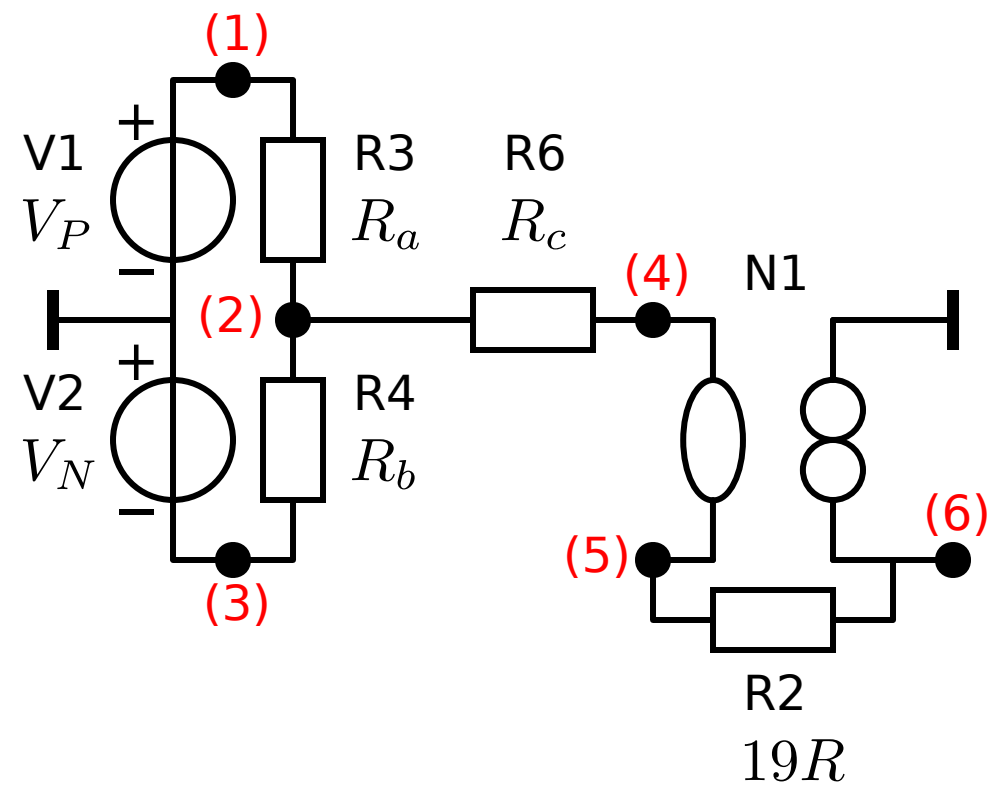 (1)
+
V1
V_P
−
R3
R_a
R6
R_c
(2)
(4)
N1
+
V2
V_N
−
R4
R_b
(3)
(5)
(6)
R2
19R